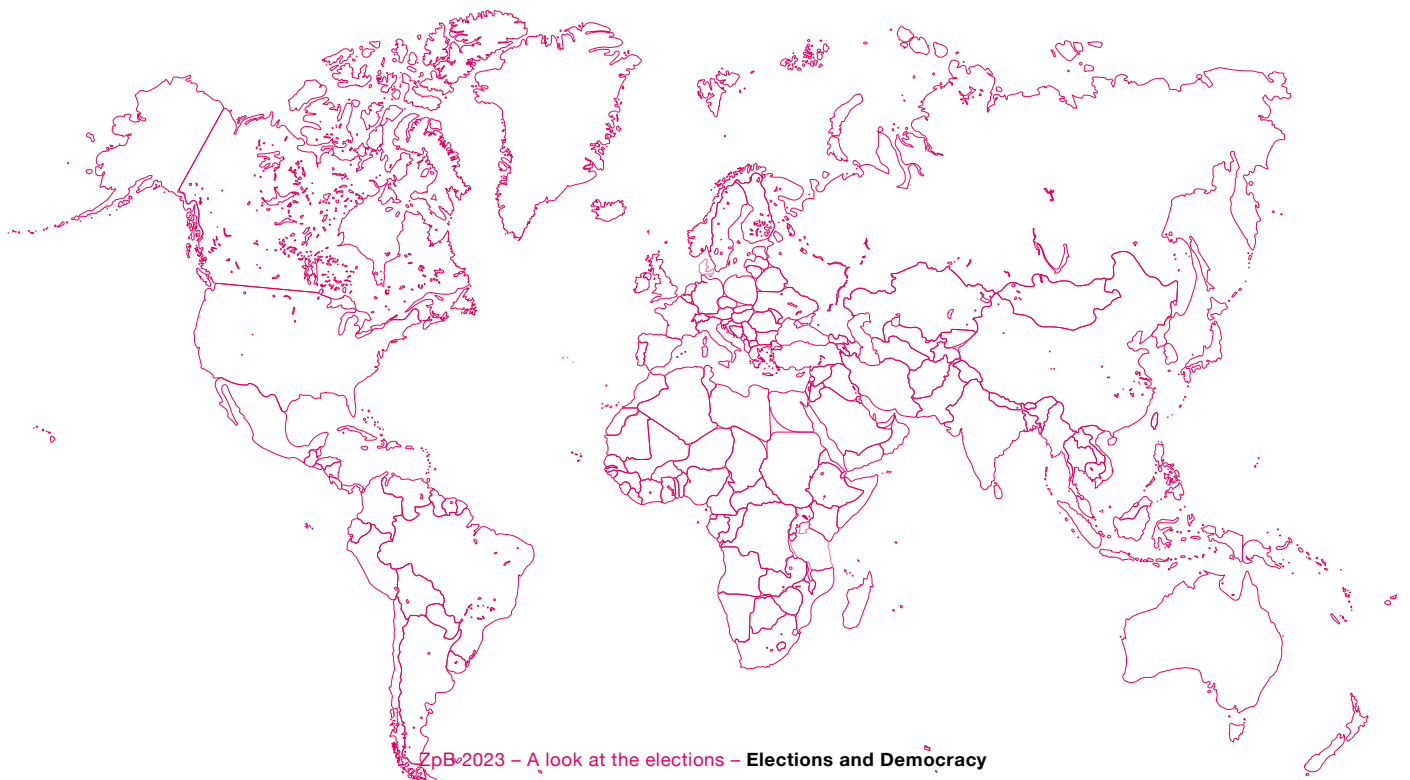 ZpB 2023 – A look at the elections – Elections and Democracy